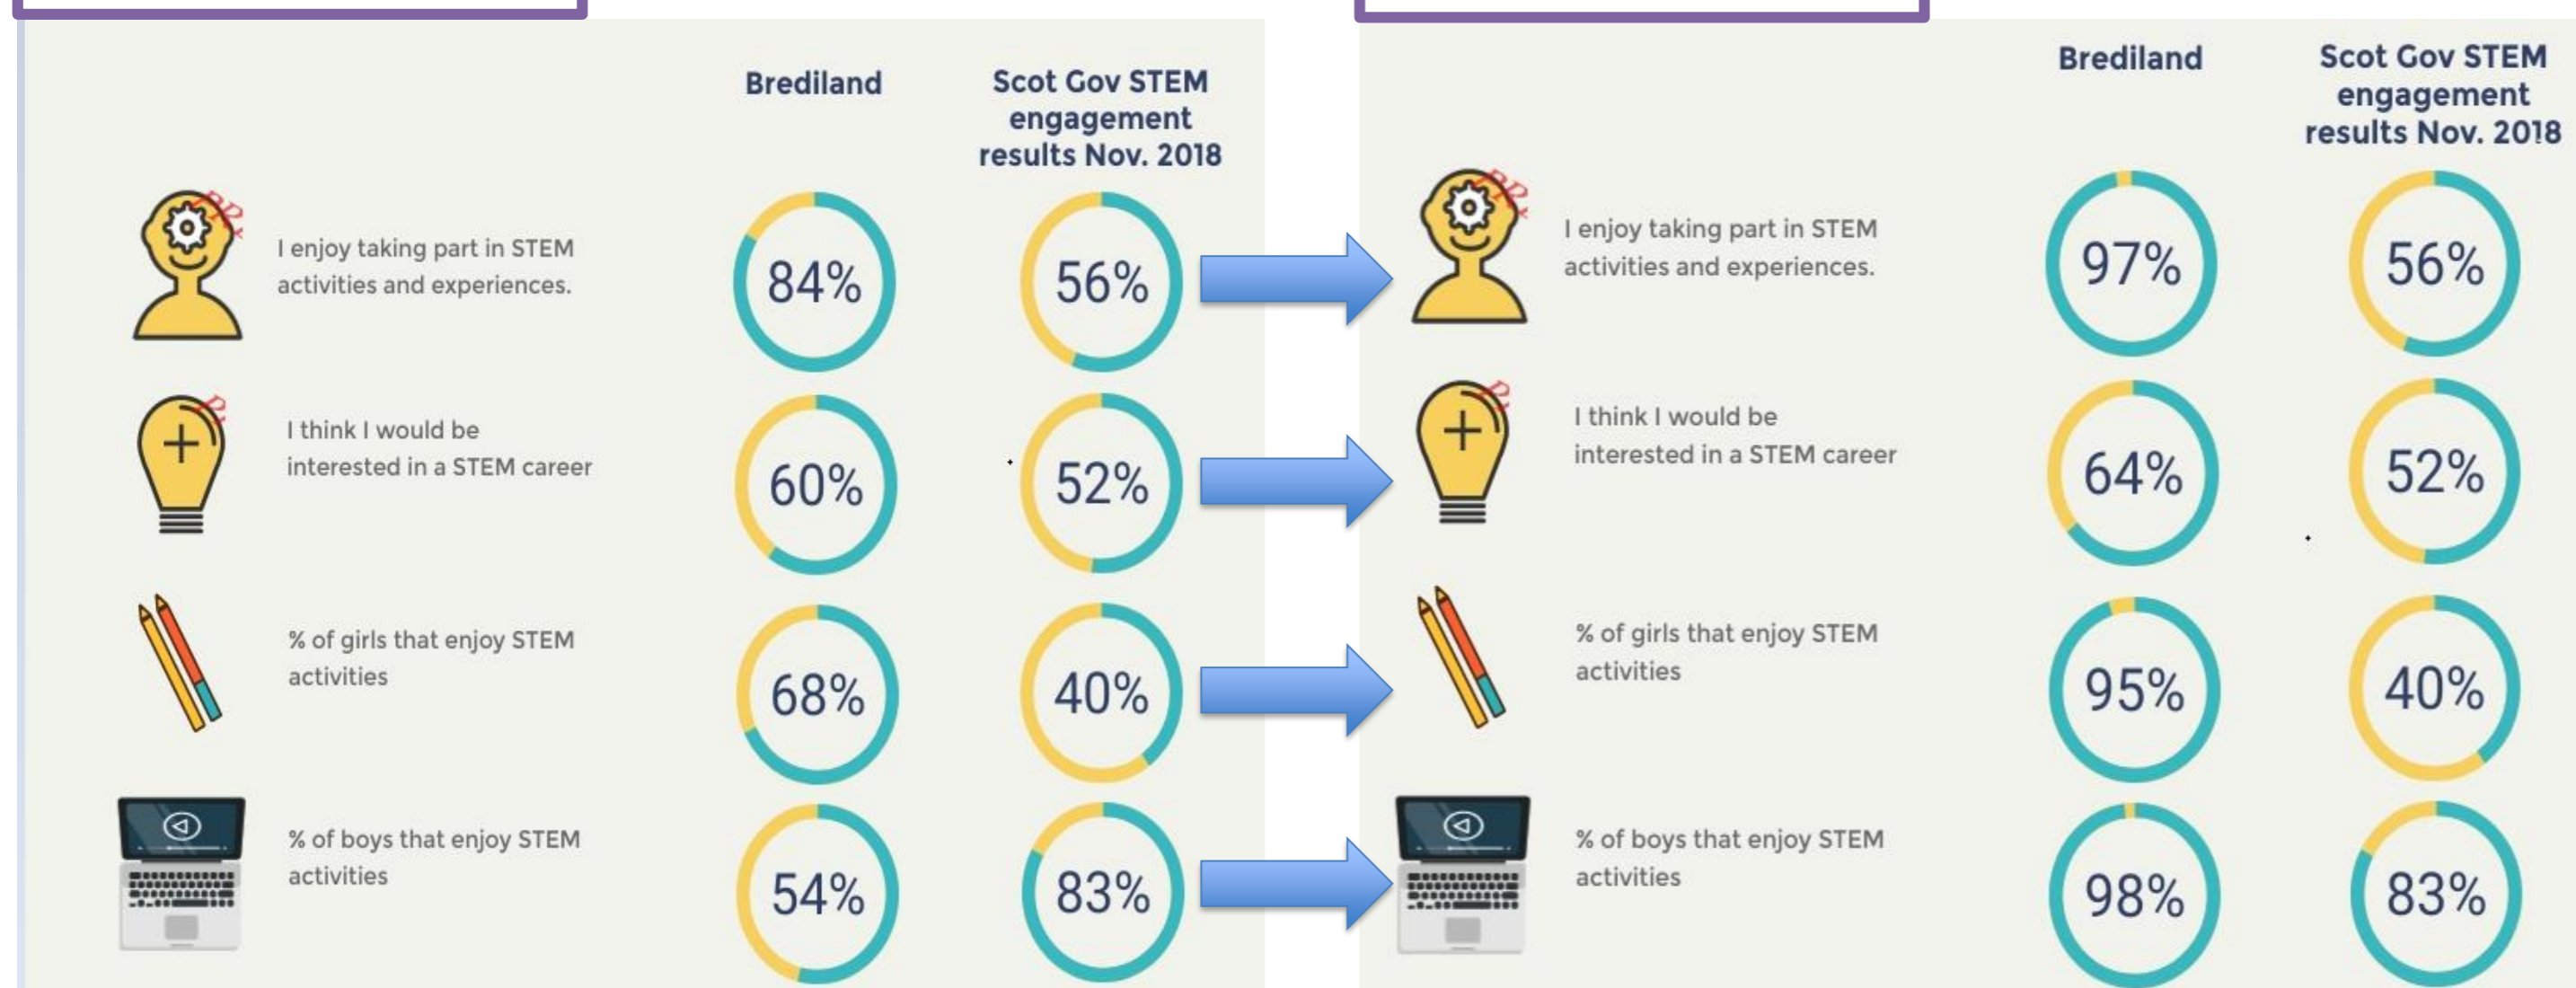 Brediland
Scot Gov STEM
engagement
results Nov. 2018
I enjoy taking part in STEM
activities and experiences.
84%
56%
I think I would be
interested in a STEM career
60%
52%
% of girls that enjoy STEM
activities
68%
40%
% of boys that enjoy STEM
activities
54%
83%
Brediland
Scot Gov STEM
engagement
results Nov. 2018
I enjoy taking part in STEM
activities and experiences.
97%
56%
I think I would be
interested in a STEM career
64%
52%
% of girls that enjoy STEM
activities
95%
40%
% of boys that enjoy STEM
activities
98%
83%